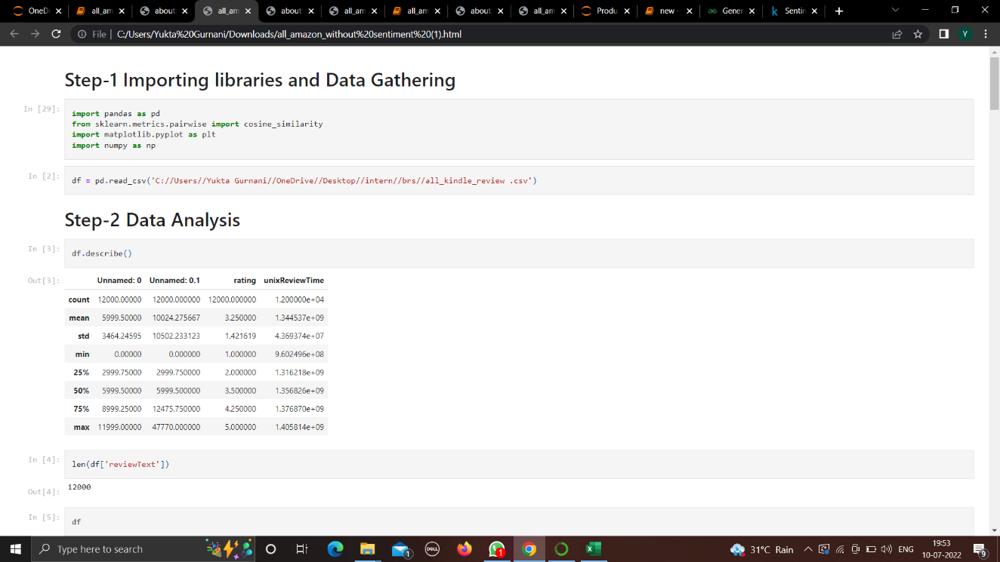 OneDr
all_am
about:
all_am
about:
all_am
all_am
about:
all_am
Produ
new -
Gener
Sentin
File | C:/Users/Yukta%20Gurnani/Downloads/all_amazon_without%20sentiment%20(1).html
Y
Step-1 Importing libraries and Data Gathering
In [29]:
import pandas as pd
from sklearn.metrics.pairwise import cosine_similarity
import matplotlib.pyplot as plt
import numpy as np
In [2]:
df = pd.read_csv('C://Users//Yukta Gurnani//OneDrive//Desktop//intern//brs//all_kindle_review .csv')
Step-2 Data Analysis
In [3]:
df.describe()
Out[3]:
Unnamed: 0 Unnamed: 0.1 rating unixReviewTime
count 12000.00000 12000.000000 12000.000000 1.200000e+04
mean 5999.50000 10024.275667 3.250000 1.344537e+09
std 3464.24595 10502.233123 1.421619 4.369374e+07
min 0.00000 0.000000 1.000000 9.602496e+08
25% 2999.75000 2999.750000 2.000000 1.316218e+09
50% 5999.50000 5999.500000 3.500000 1.356826e+09
75% 8999.25000 12475.750000 4.250000 1.376870e+09
max 11999.00000 47770.000000 5.000000 1.405814e+09
In [4]:
len(df['reviewText'])
Out[4]:
12000
In [5]:
df
Type here to search
1
DELL
1
31°C Rain
ENG
19:53
10-07-2022
9